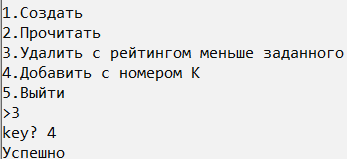 1.Создать
2.Прочитать
3.Удалить с рейтингом меньше заданного
4.Добавить с номером K
5.Выйти
>3
key? 4
Успешно